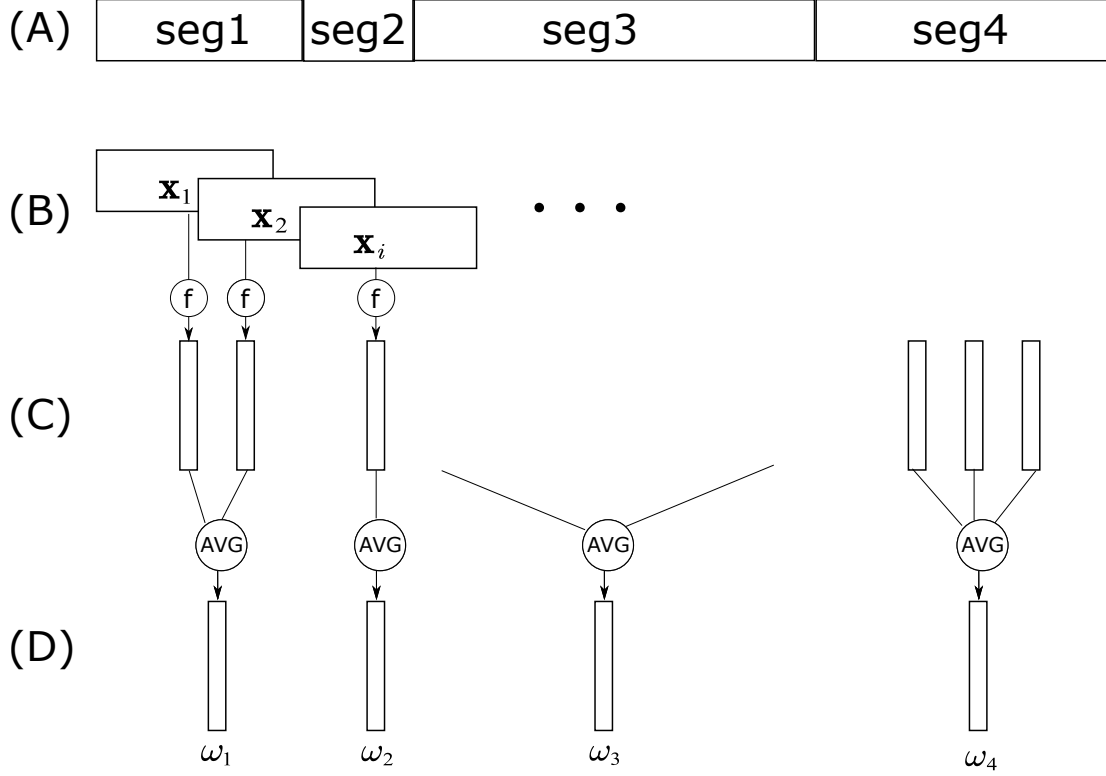 (A) seg1 seg2 seg3 seg4
(B) 𝐱₁ 𝐱₂ 𝐱ᵢ • • •
f f f
(C)
AVG AVG AVG AVG
(D)
ω₁ ω₂ ω₃ ω₄